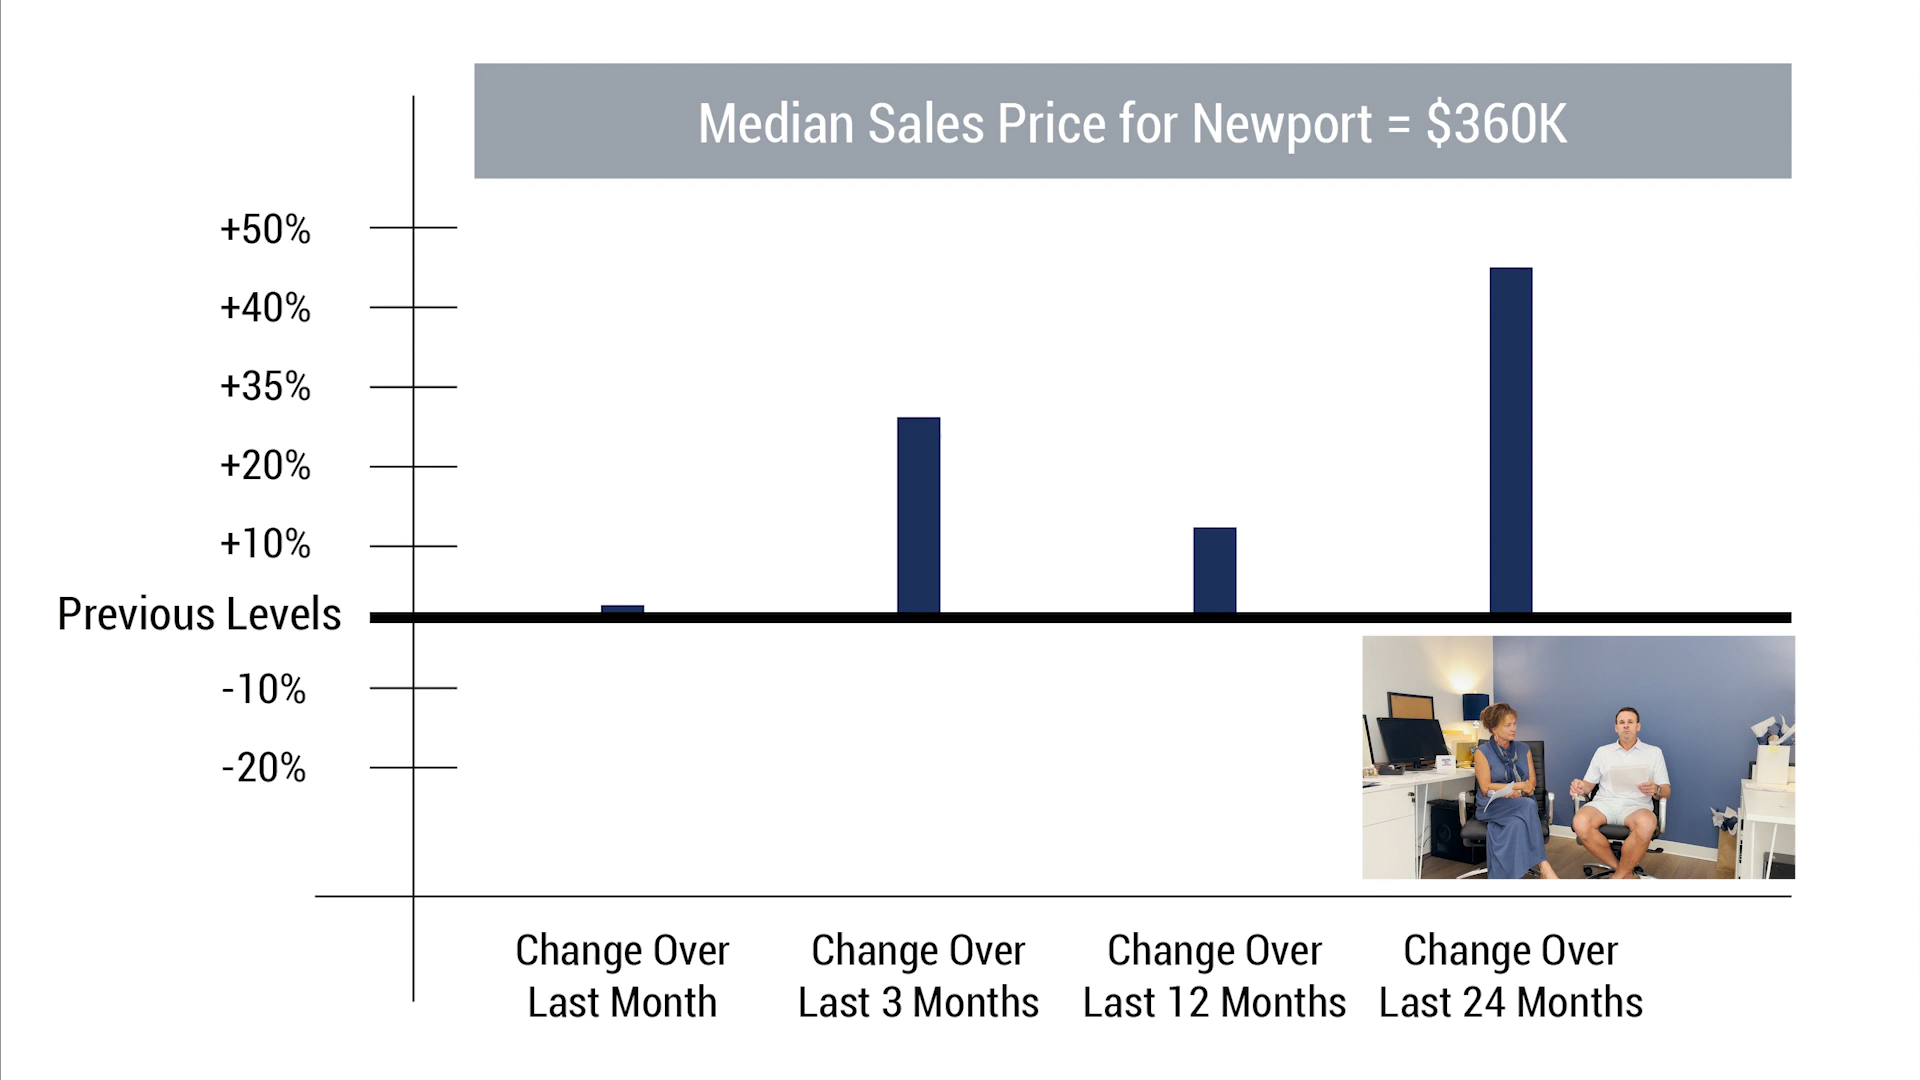 Median Sales Price for Newport = $360K
+50%
+40%
+35%
+20%
+10%
Previous Levels
-10%
-20%
Change Over
Last Month
Change Over
Last 3 Months
Change Over
Last 12 Months
Change Over
Last 24 Months